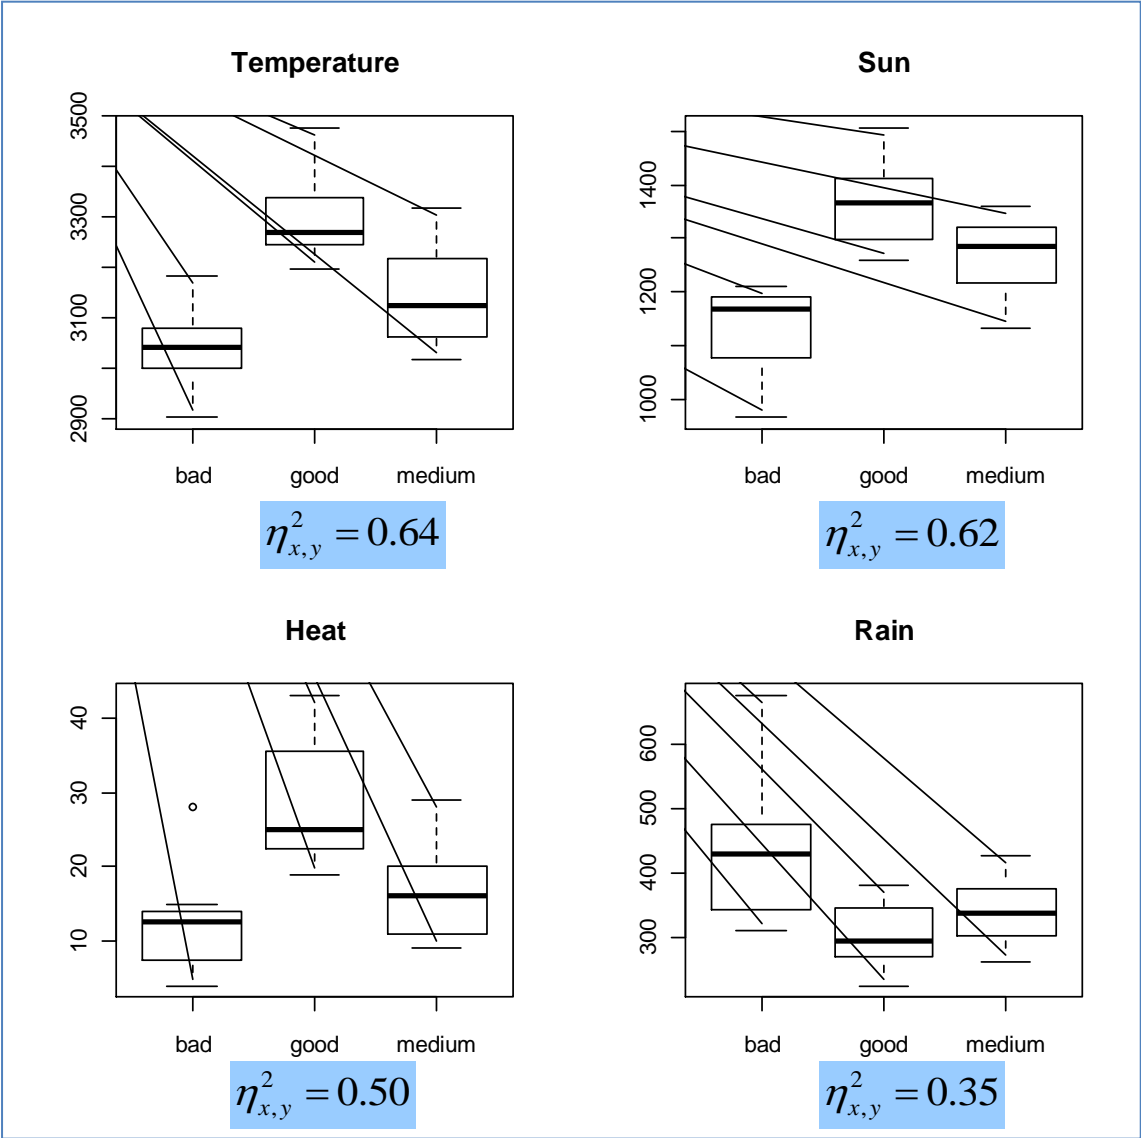 Temperature
3500
3300
3100
2900
bad good medium
η²x,y = 0.64
Sun
1400
1200
1000
bad good medium
η²x,y = 0.62
Heat
40
30
20
10
bad good medium
η²x,y = 0.50
Rain
600
500
400
300
bad good medium
η²x,y = 0.35